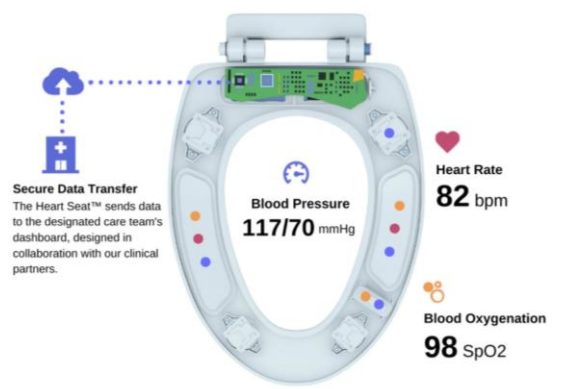 Secure Data Transfer
The Heart Seat™ sends data
to the designated care team's
dashboard, designed in
collaboration with our clinical
partners.
Blood Pressure
117/70 mmHg
Heart Rate
82 bpm
Blood Oxygenation
98 SpO2